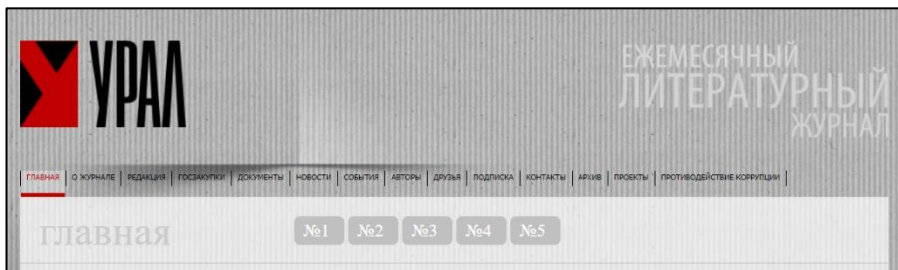 УРАЛ
ЕЖЕМЕСЯЧНЫЙ
ЛИТЕРАТУРНЫЙ
ЖУРНАЛ
ГЛАВНАЯ О ЖУРНАЛЕ РЕДАКЦИЯ ГОСЗАКУПКИ ДОКУМЕНТЫ НОВОСТИ СОБЫТИЯ АВТОРЫ ДРУЗЬЯ ПОДПИСКА КОНТАКТЫ АРХИВ ПРОЕКТЫ ПРОТИВОДЕЙСТВИЕ КОРРУПЦИИ
главная №1 №2 №3 №4 №5